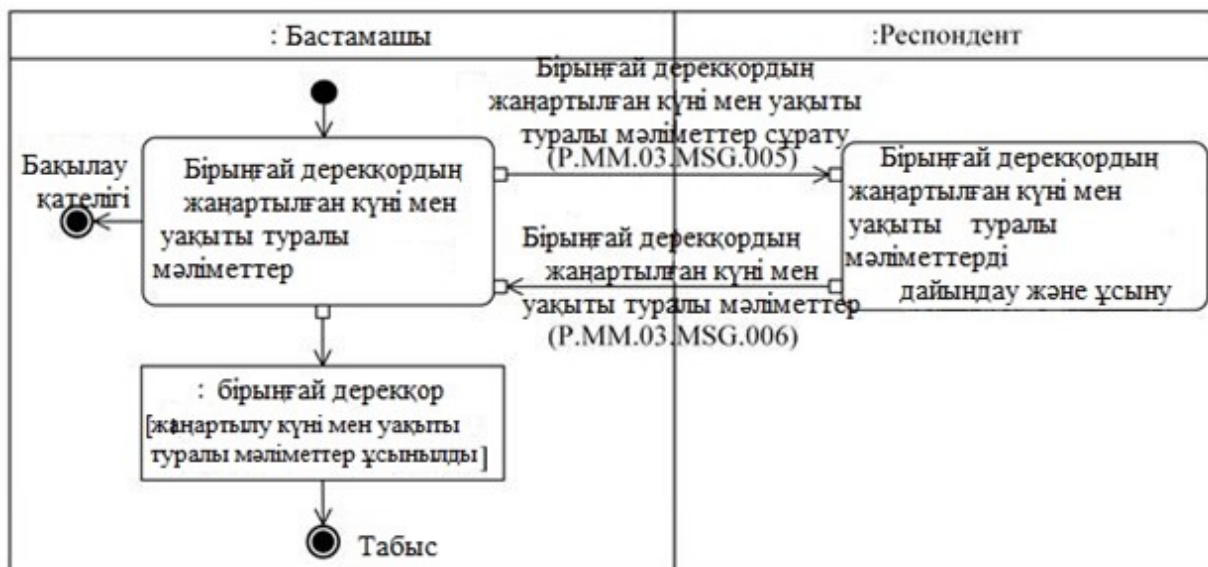 : Бастамашы
:Респондент
Бақылау
қателігі
Бірыңғай дерекқордың
жаңартылған күні мен
уақыты туралы
мәліметтер
Бірыңғай дерекқордың
жаңартылған күні мен уақыты
туралы мәліметтер сұрату
(P.MM.03.MSG.005)
Бірыңғай дерекқордың
жаңартылған күні мен
уақыты туралы мәліметтер
(P.MM.03.MSG.006)
Бірыңғай дерекқордың
жаңартылған күні мен
уақыты туралы
мәліметтерді
дайындау және ұсыну
: бірыңғай дерекқор
[жаңартылу күні мен уақыты
туралы мәліметтер ұсынылды]
Табыс